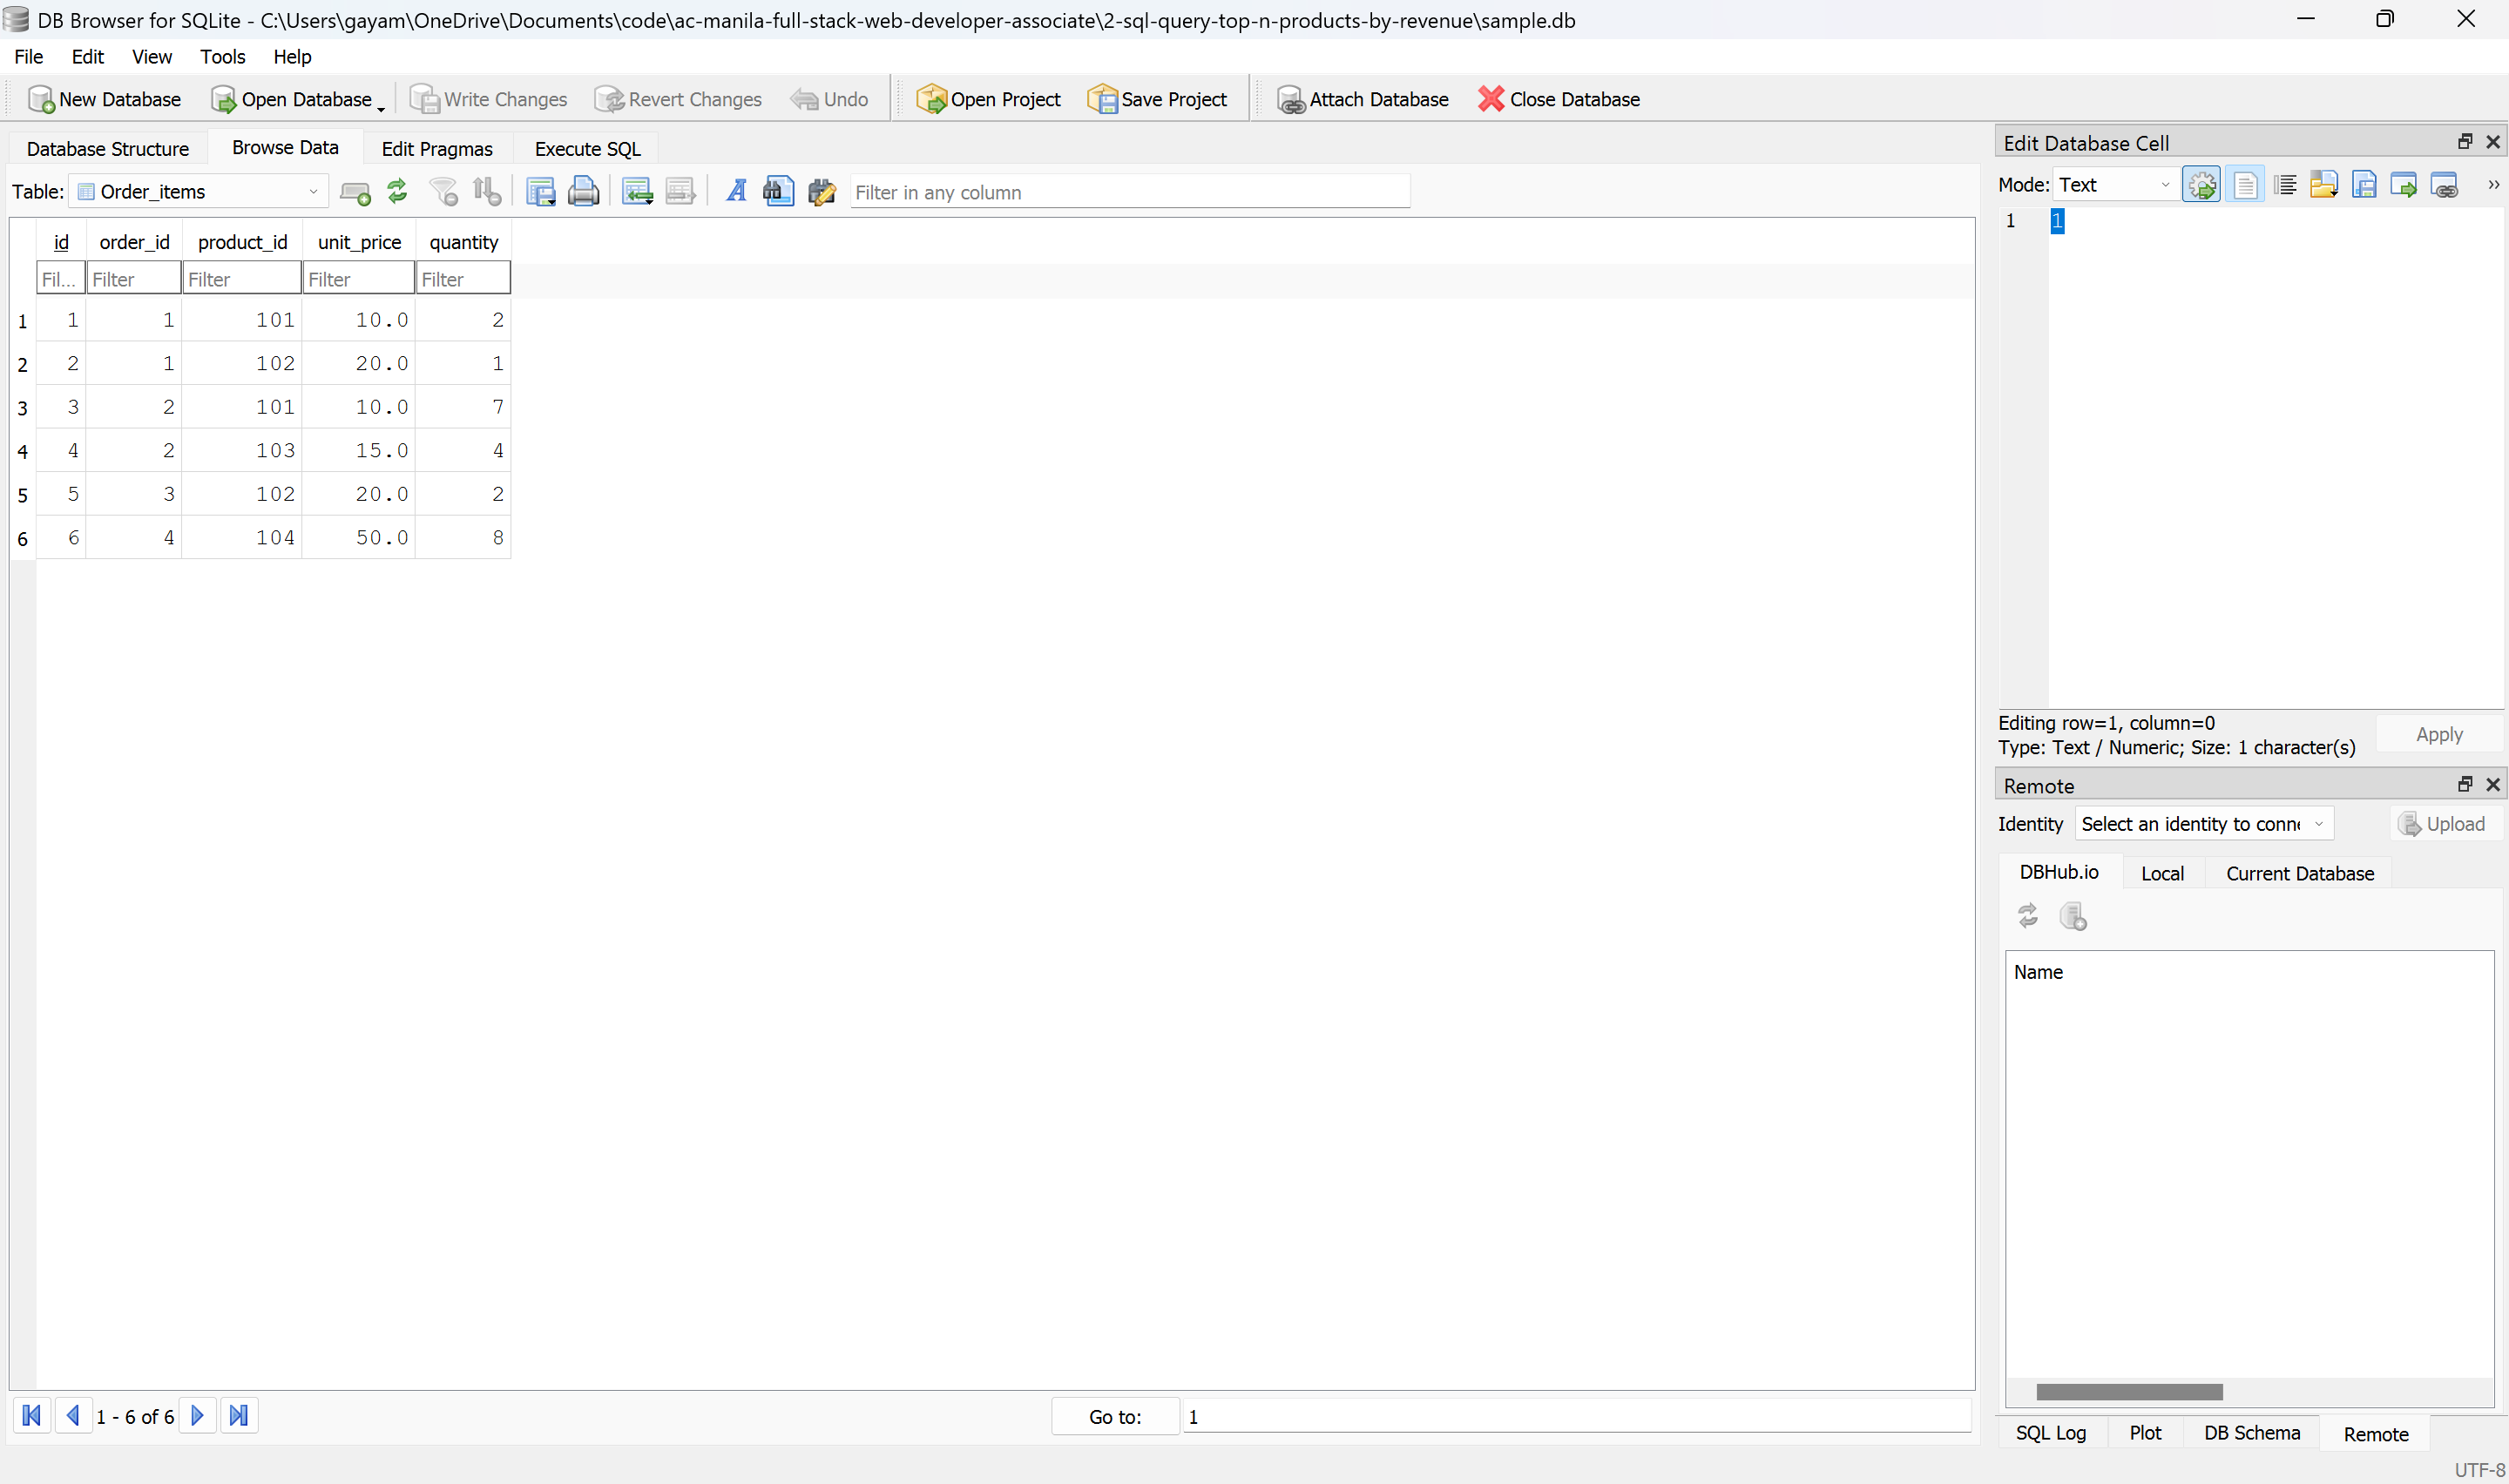 DB Browser for SQLite - C:\Users\gayam\OneDrive\Documents\code\ac-manila-full-stack-web-developer-associate\2-sql-query-top-n-products-by-revenue\sample.db
File Edit View Tools Help
New Database Open Database Write Changes Revert Changes Undo Open Project Save Project Attach Database Close Database
Database Structure Browse Data Edit Pragmas Execute SQL
Table: Order_items Filter in any column
id order_id product_id unit_price quantity
Fil... Filter Filter Filter Filter
1 1 1 101 10.0 2
2 2 1 102 20.0 1
3 3 2 101 10.0 7
4 4 2 103 15.0 4
5 5 3 102 20.0 2
6 6 4 104 50.0 8
1 - 6 of 6 Go to: 1
Edit Database Cell
Mode: Text
1 1
Editing row=1, column=0
Type: Text / Numeric; Size: 1 character(s)
Apply
Remote
Identity Select an identity to conne Upload
DBHub.io Local Current Database
Name
SQL Log Plot DB Schema Remote
UTF-8